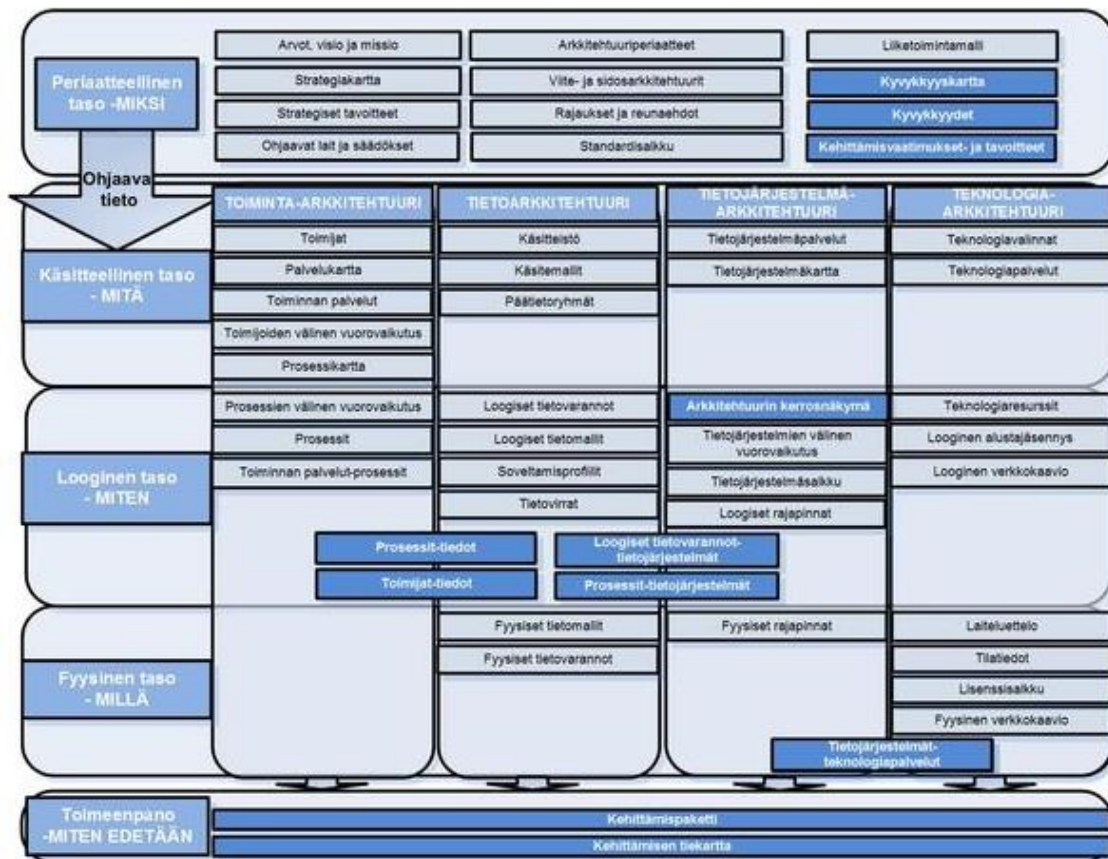 Arvot, visio ja missio
Strategiakartta
Strategiset tavoitteet
Ohjaavat lait ja säädökset
Arkkitehtuuriperiaatteet
Viite- ja sidosarkkitehtuurit
Rajaukset ja reunaehdot
Standardisalkku
Liiketoimintamalli
Kyvykkyyskartta
Kyvykkyydet
Kehittämisvaatimukset- ja tavoitteet
Periaatteellinen
taso -MIKSI
Ohjaava
tieto
TOIMINTA-ARKKITEHTUURI
TIETOARKKITEHTUURI
TIETOJÄRJESTELMÄ-
ARKKITEHTUURI
TEKNOLOGIA-
ARKKITEHTUURI
Käsitteellinen taso
- MITÄ
Toimijat
Palvelukartta
Toiminnan palvelut
Toimijoiden välinen vuorovaikutus
Prosessikartta
Käsitteistö
Käsitemallit
Päätietoryhmät
Tietojärjestelmäpalvelut
Tietojärjestelmäkartta
Teknologiavalinnat
Teknologiapalvelut
Looginen taso
- MITEN
Prosessien välinen vuorovaikutus
Prosessit
Toiminnan palvelut-prosessit
Loogiset tietovarannot
Loogiset tietomallit
Soveltamisprofiilit
Tietovirrat
Arkkitehtuurin kerrosnäkymä
Tietojärjestelmien välinen
vuorovaikutus
Tietojärjestelmäsalkku
Loogiset rajapinnat
Teknologiaresurssit
Looginen alustajäsennys
Looginen verkkokaavio
Prosessit-tiedot
Toimijat-tiedot
Loogiset tietovarannot-
tietojärjestelmät
Prosessit-tietojärjestelmät
Fyysinen taso
- MILLÄ
Fyysiset tietomallit
Fyysiset tietovarannot
Fyysiset rajapinnat
Laiteluettelo
Tilatiedot
Lisenssisalkku
Fyysinen verkkokaavio
Tietojärjestelmät-
teknologiapalvelut
Toimeenpano
-MITEN EDETÄÄN
Kehittämispaketti
Kehittämisen tiekartta